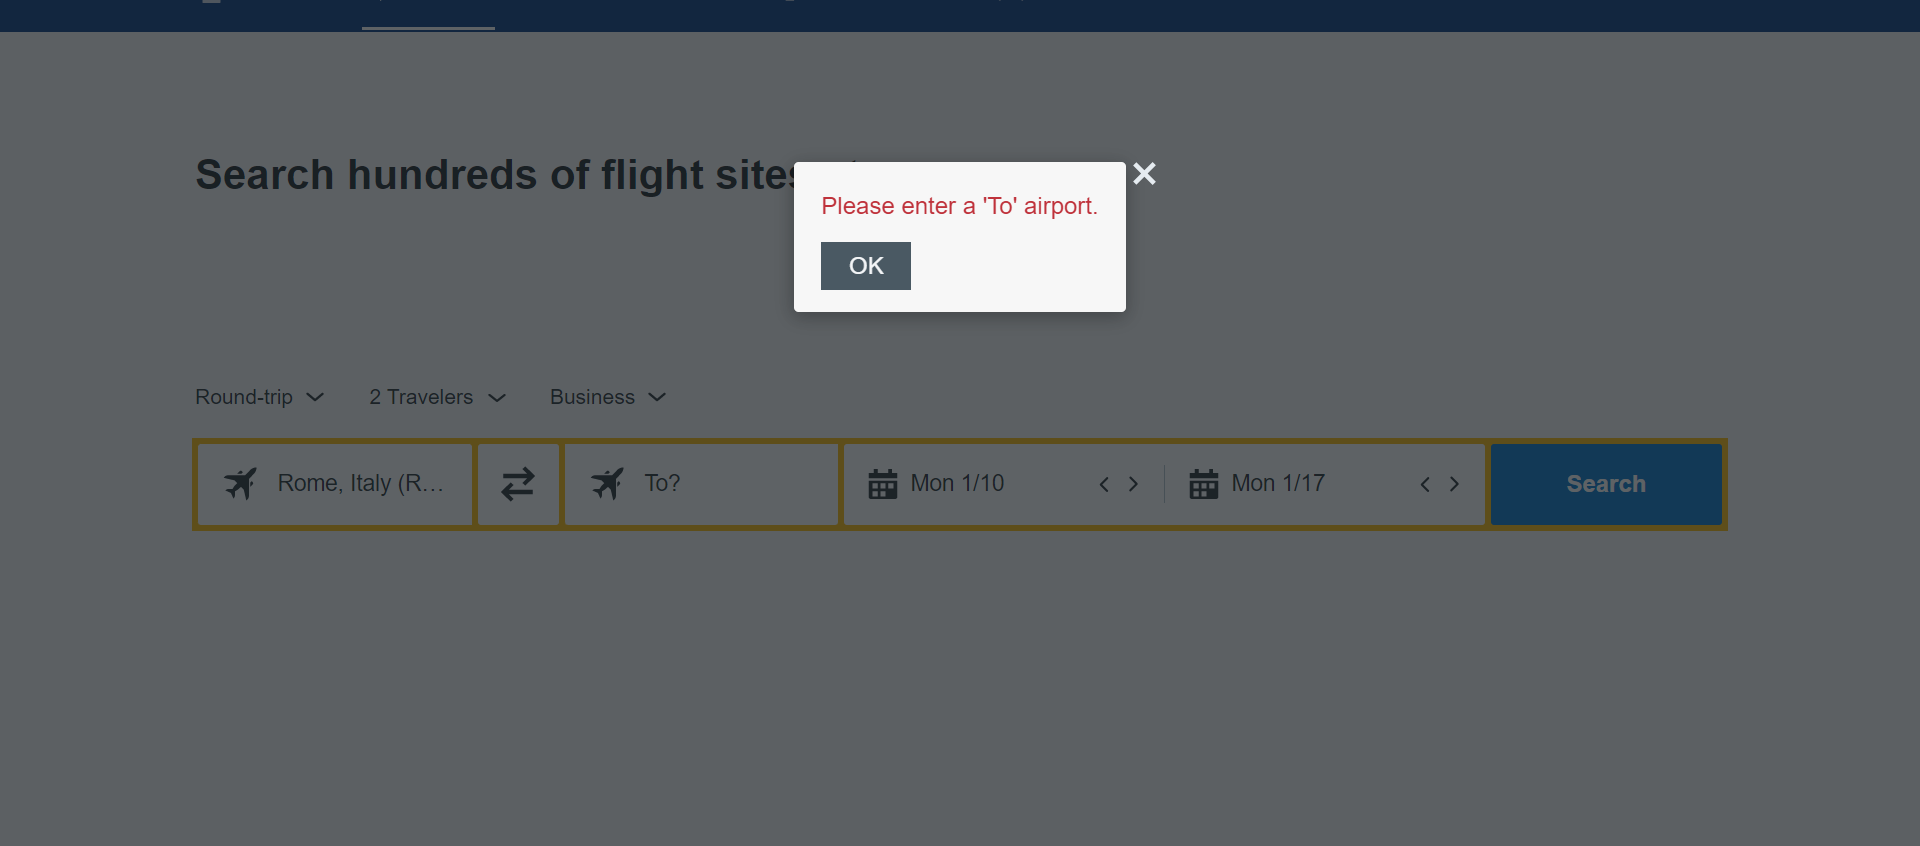 Search hundreds of flight sites
Please enter a 'To' airport.
OK
Round-trip
2 Travelers
Business
Rome, Italy (R…
To?
Mon 1/10
Mon 1/17
Search